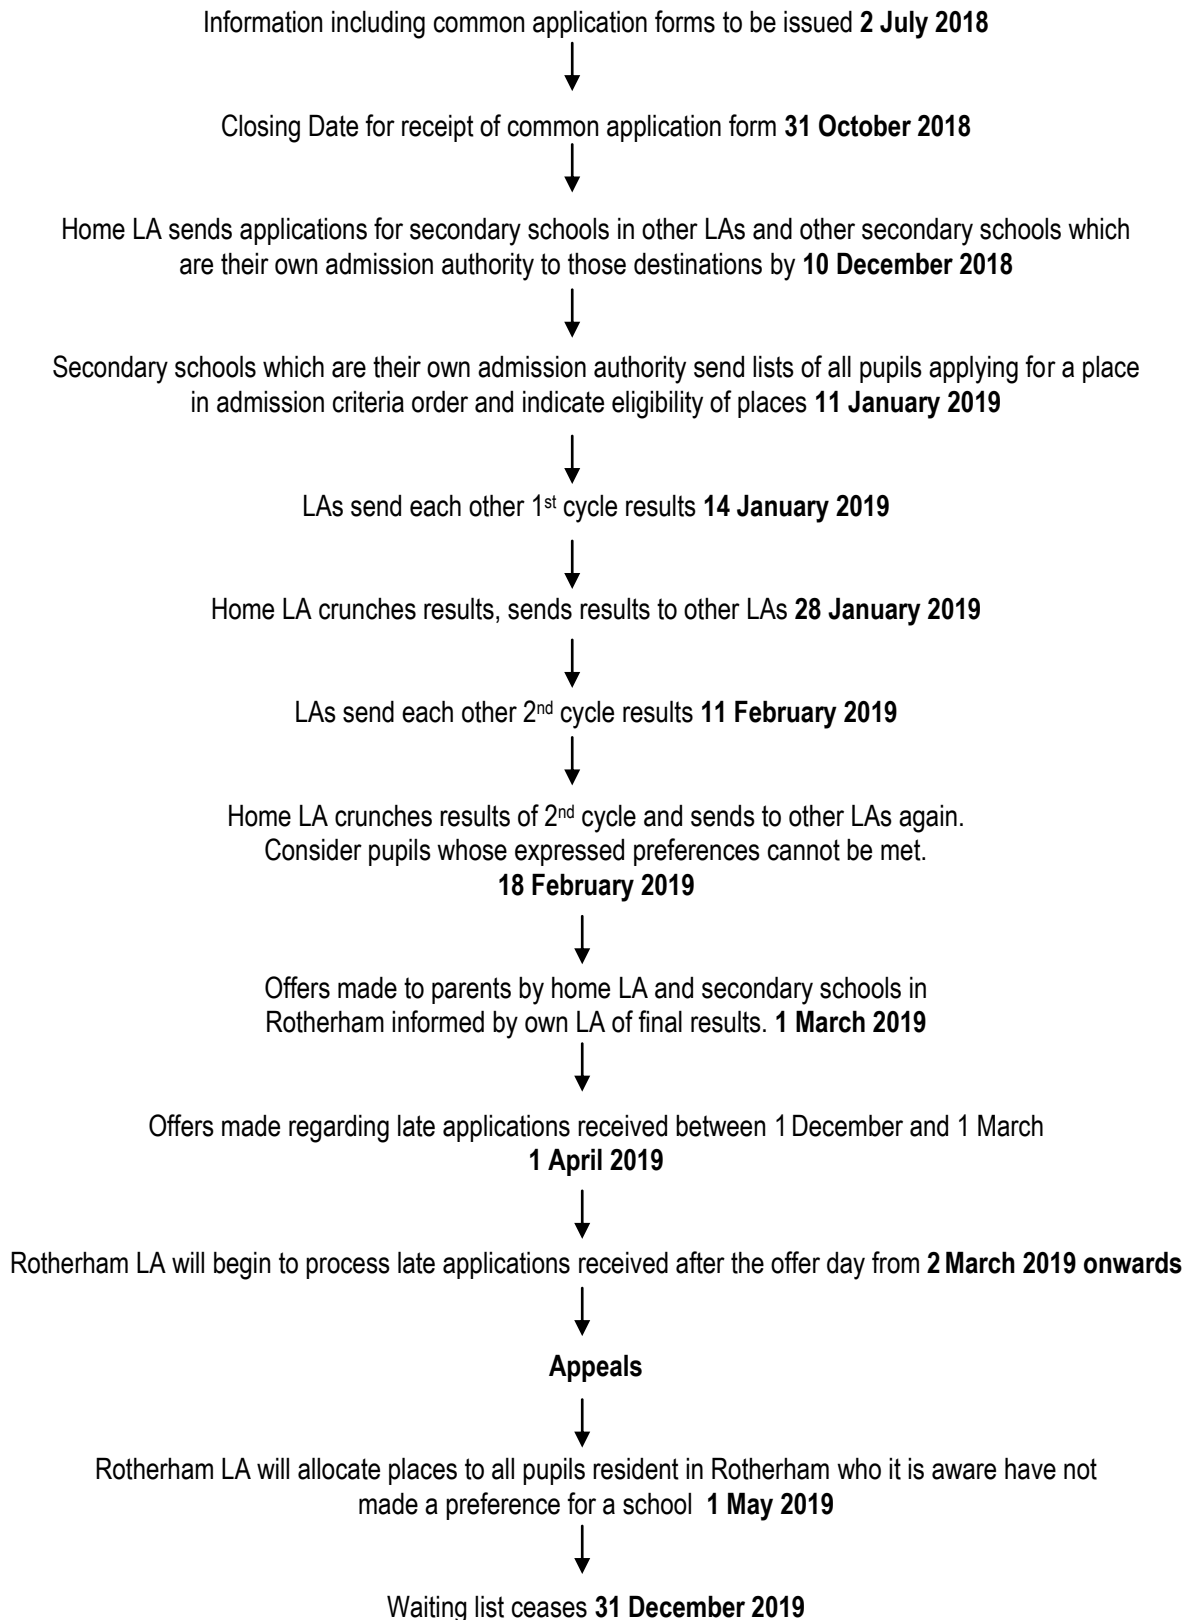 Information including common application forms to be issued 2 July 2018
Closing Date for receipt of common application form 31 October 2018
Home LA sends applications for secondary schools in other LAs and other secondary schools which
are their own admission authority to those destinations by 10 December 2018
Secondary schools which are their own admission authority send lists of all pupils applying for a place
in admission criteria order and indicate eligibility of places 11 January 2019
LAs send each other 1st cycle results 14 January 2019
Home LA crunches results, sends results to other LAs 28 January 2019
LAs send each other 2nd cycle results 11 February 2019
Home LA crunches results of 2nd cycle and sends to other LAs again.
Consider pupils whose expressed preferences cannot be met.
18 February 2019
Offers made to parents by home LA and secondary schools in
Rotherham informed by own LA of final results. 1 March 2019
Offers made regarding late applications received between 1 December and 1 March
1 April 2019
Rotherham LA will begin to process late applications received after the offer day from 2 March 2019 onwards
Appeals
Rotherham LA will allocate places to all pupils resident in Rotherham who it is aware have not
made a preference for a school 1 May 2019
Waiting list ceases 31 December 2019